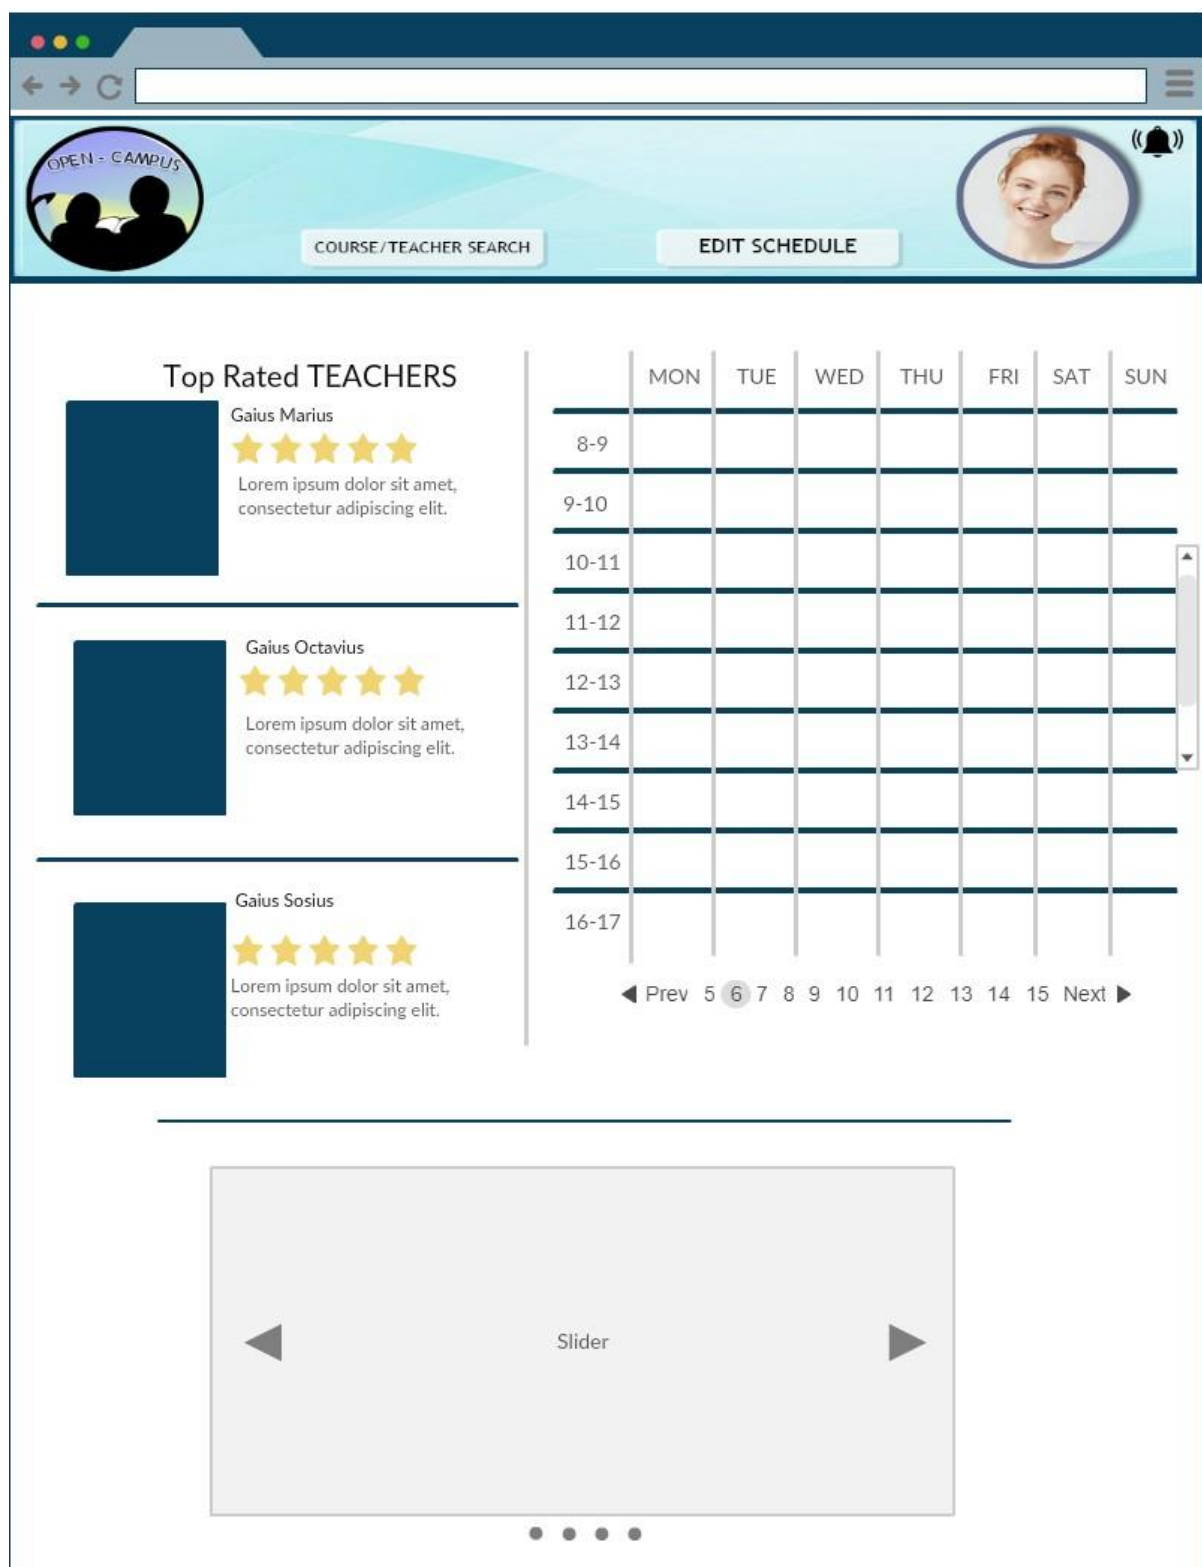 OPEN - CAMPUS
COURSE/TEACHER SEARCH
EDIT SCHEDULE
Top Rated TEACHERS
Gaius Marius
Lorem ipsum dolor sit amet,
consectetur adipiscing elit.
Gaius Octavius
Lorem ipsum dolor sit amet,
consectetur adipiscing elit.
Gaius Sosius
Lorem ipsum dolor sit amet,
consectetur adipiscing elit.
MON TUE WED THU FRI SAT SUN
8-9
9-10
10-11
11-12
12-13
13-14
14-15
15-16
16-17
Prev 5 6 7 8 9 10 11 12 13 14 15 Next
Slider